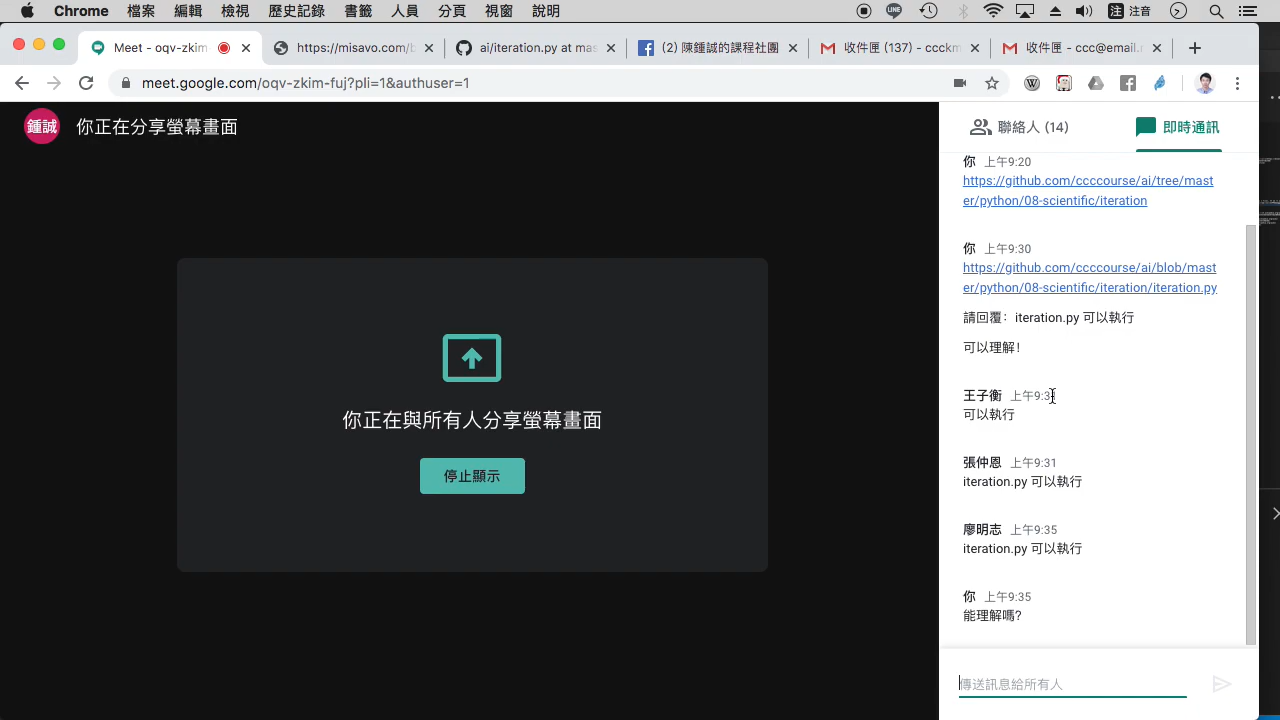 Chrome 檔案 編輯 檢視 歷史記錄 書籤 人員 分頁 視窗 說明
LINE 注 注音
Meet - oqv-zkim
https://misavo.com/b
ai/iteration.py at mas
(2) 陳鍾誠的課程社團
收件匣 (137) - ccckm
收件匣 - ccc@email.
meet.google.com/oqv-zkim-fuj?pli=1&authuser=1
鍾誠 你正在分享螢幕畫面
聯絡人 (14)
即時通訊
你 上午9:20
https://github.com/ccccourse/ai/tree/mast
er/python/08-scientific/iteration
你 上午9:30
https://github.com/ccccourse/ai/blob/mast
er/python/08-scientific/iteration/iteration.py
請回覆：iteration.py 可以執行
可以理解！
王子衡 上午9:3
可以執行
張仲恩 上午9:31
iteration.py 可以執行
廖明志 上午9:35
iteration.py 可以執行
你 上午9:35
能理解嗎?
傳送訊息給所有人
你正在與所有人分享螢幕畫面
停止顯示